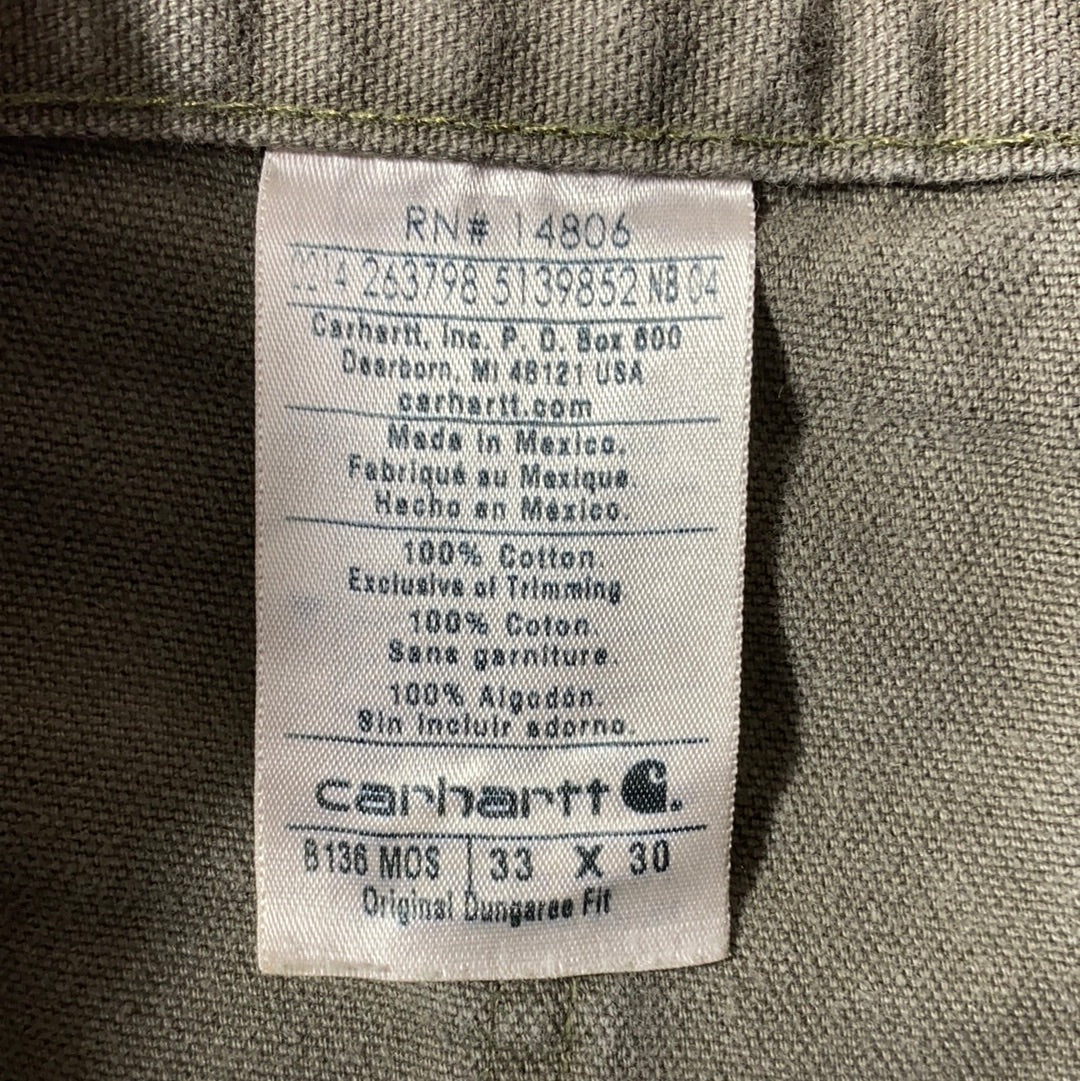 RN# 14806
0214 263798 5139852 NB 04
Carhartt, Inc. P. O. Box 600
Dearborn, MI 48121 USA
carhartt.com
Made in Mexico.
Fabriqué au Mexique.
Hecho en Mexico.
100% Cotton.
Exclusive of Trimming
100% Coton.
Sans garniture.
100% Algodón.
Sin incluir adorno.
carhartt
B136 MOS 33 X 30
Original Dungaree Fit